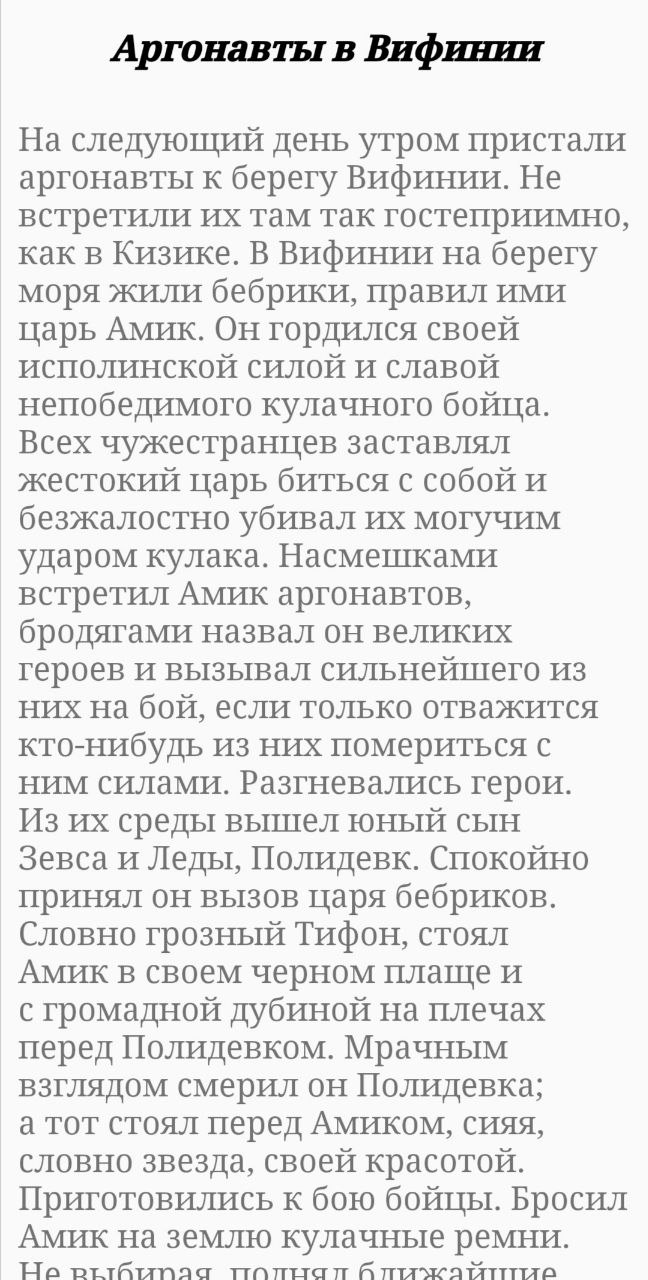 Аргонавты в Вифинии
На следующий день утром пристали
аргонавты к берегу Вифинии. Не
встретили их там так гостеприимно,
как в Кизике. В Вифинии на берегу
моря жили бебрики, правил ими
царь Амик. Он гордился своей
исполинской силой и славой
непобедимого кулачного бойца.
Всех чужестранцев заставлял
жестокий царь биться с собой и
безжалостно убивал их могучим
ударом кулака. Насмешками
встретил Амик аргонавтов,
бродягами назвал он великих
героев и вызывал сильнейшего из
них на бой, если только отважится
кто-нибудь из них помериться с
ним силами. Разгневались герои.
Из их среды вышел юный сын
Зевса и Леды, Полидевк. Спокойно
принял он вызов царя бебриков.
Словно грозный Тифон, стоял
Амик в своем черном плаще и
с громадной дубиной на плечах
перед Полидевком. Мрачным
взглядом смерил он Полидевка;
а тот стоял перед Амиком, сияя,
словно звезда, своей красотой.
Приготовились к бою бойцы. Бросил
Амик на землю кулачные ремни.
Не выбирая, поднял ближайшие